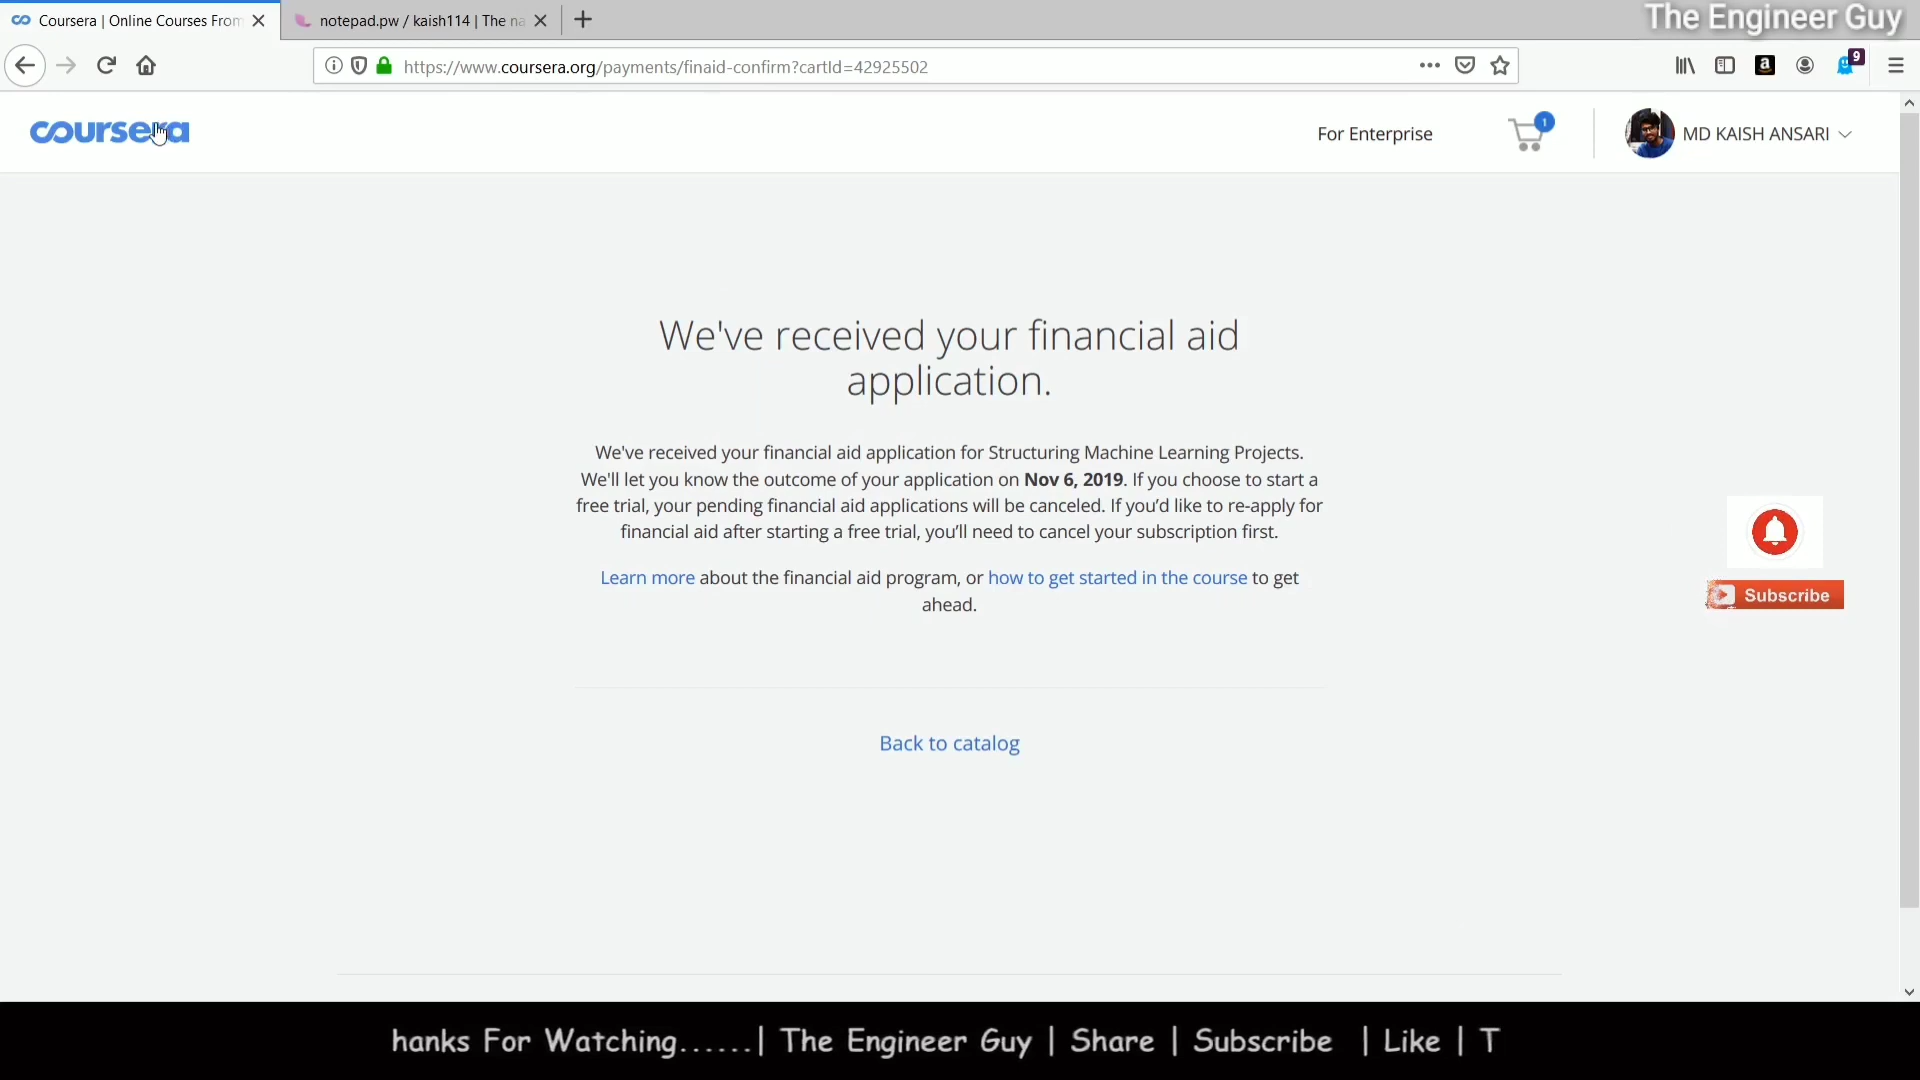 Coursera | Online Courses From
notepad.pw / kaish114 | The na
The Engineer Guy
https://www.coursera.org/payments/finaid-confirm?cartId=42925502
9
coursera
For Enterprise
1
MD KAISH ANSARI
We've received your financial aid
application.
We've received your financial aid application for Structuring Machine Learning Projects.
We'll let you know the outcome of your application on Nov 6, 2019. If you choose to start a
free trial, your pending financial aid applications will be canceled. If you’d like to re-apply for
financial aid after starting a free trial, you’ll need to cancel your subscription first.
Learn more about the financial aid program, or how to get started in the course to get
ahead.
Subscribe
Back to catalog
hanks For Watching......| The Engineer Guy | Share | Subscribe | Like | T